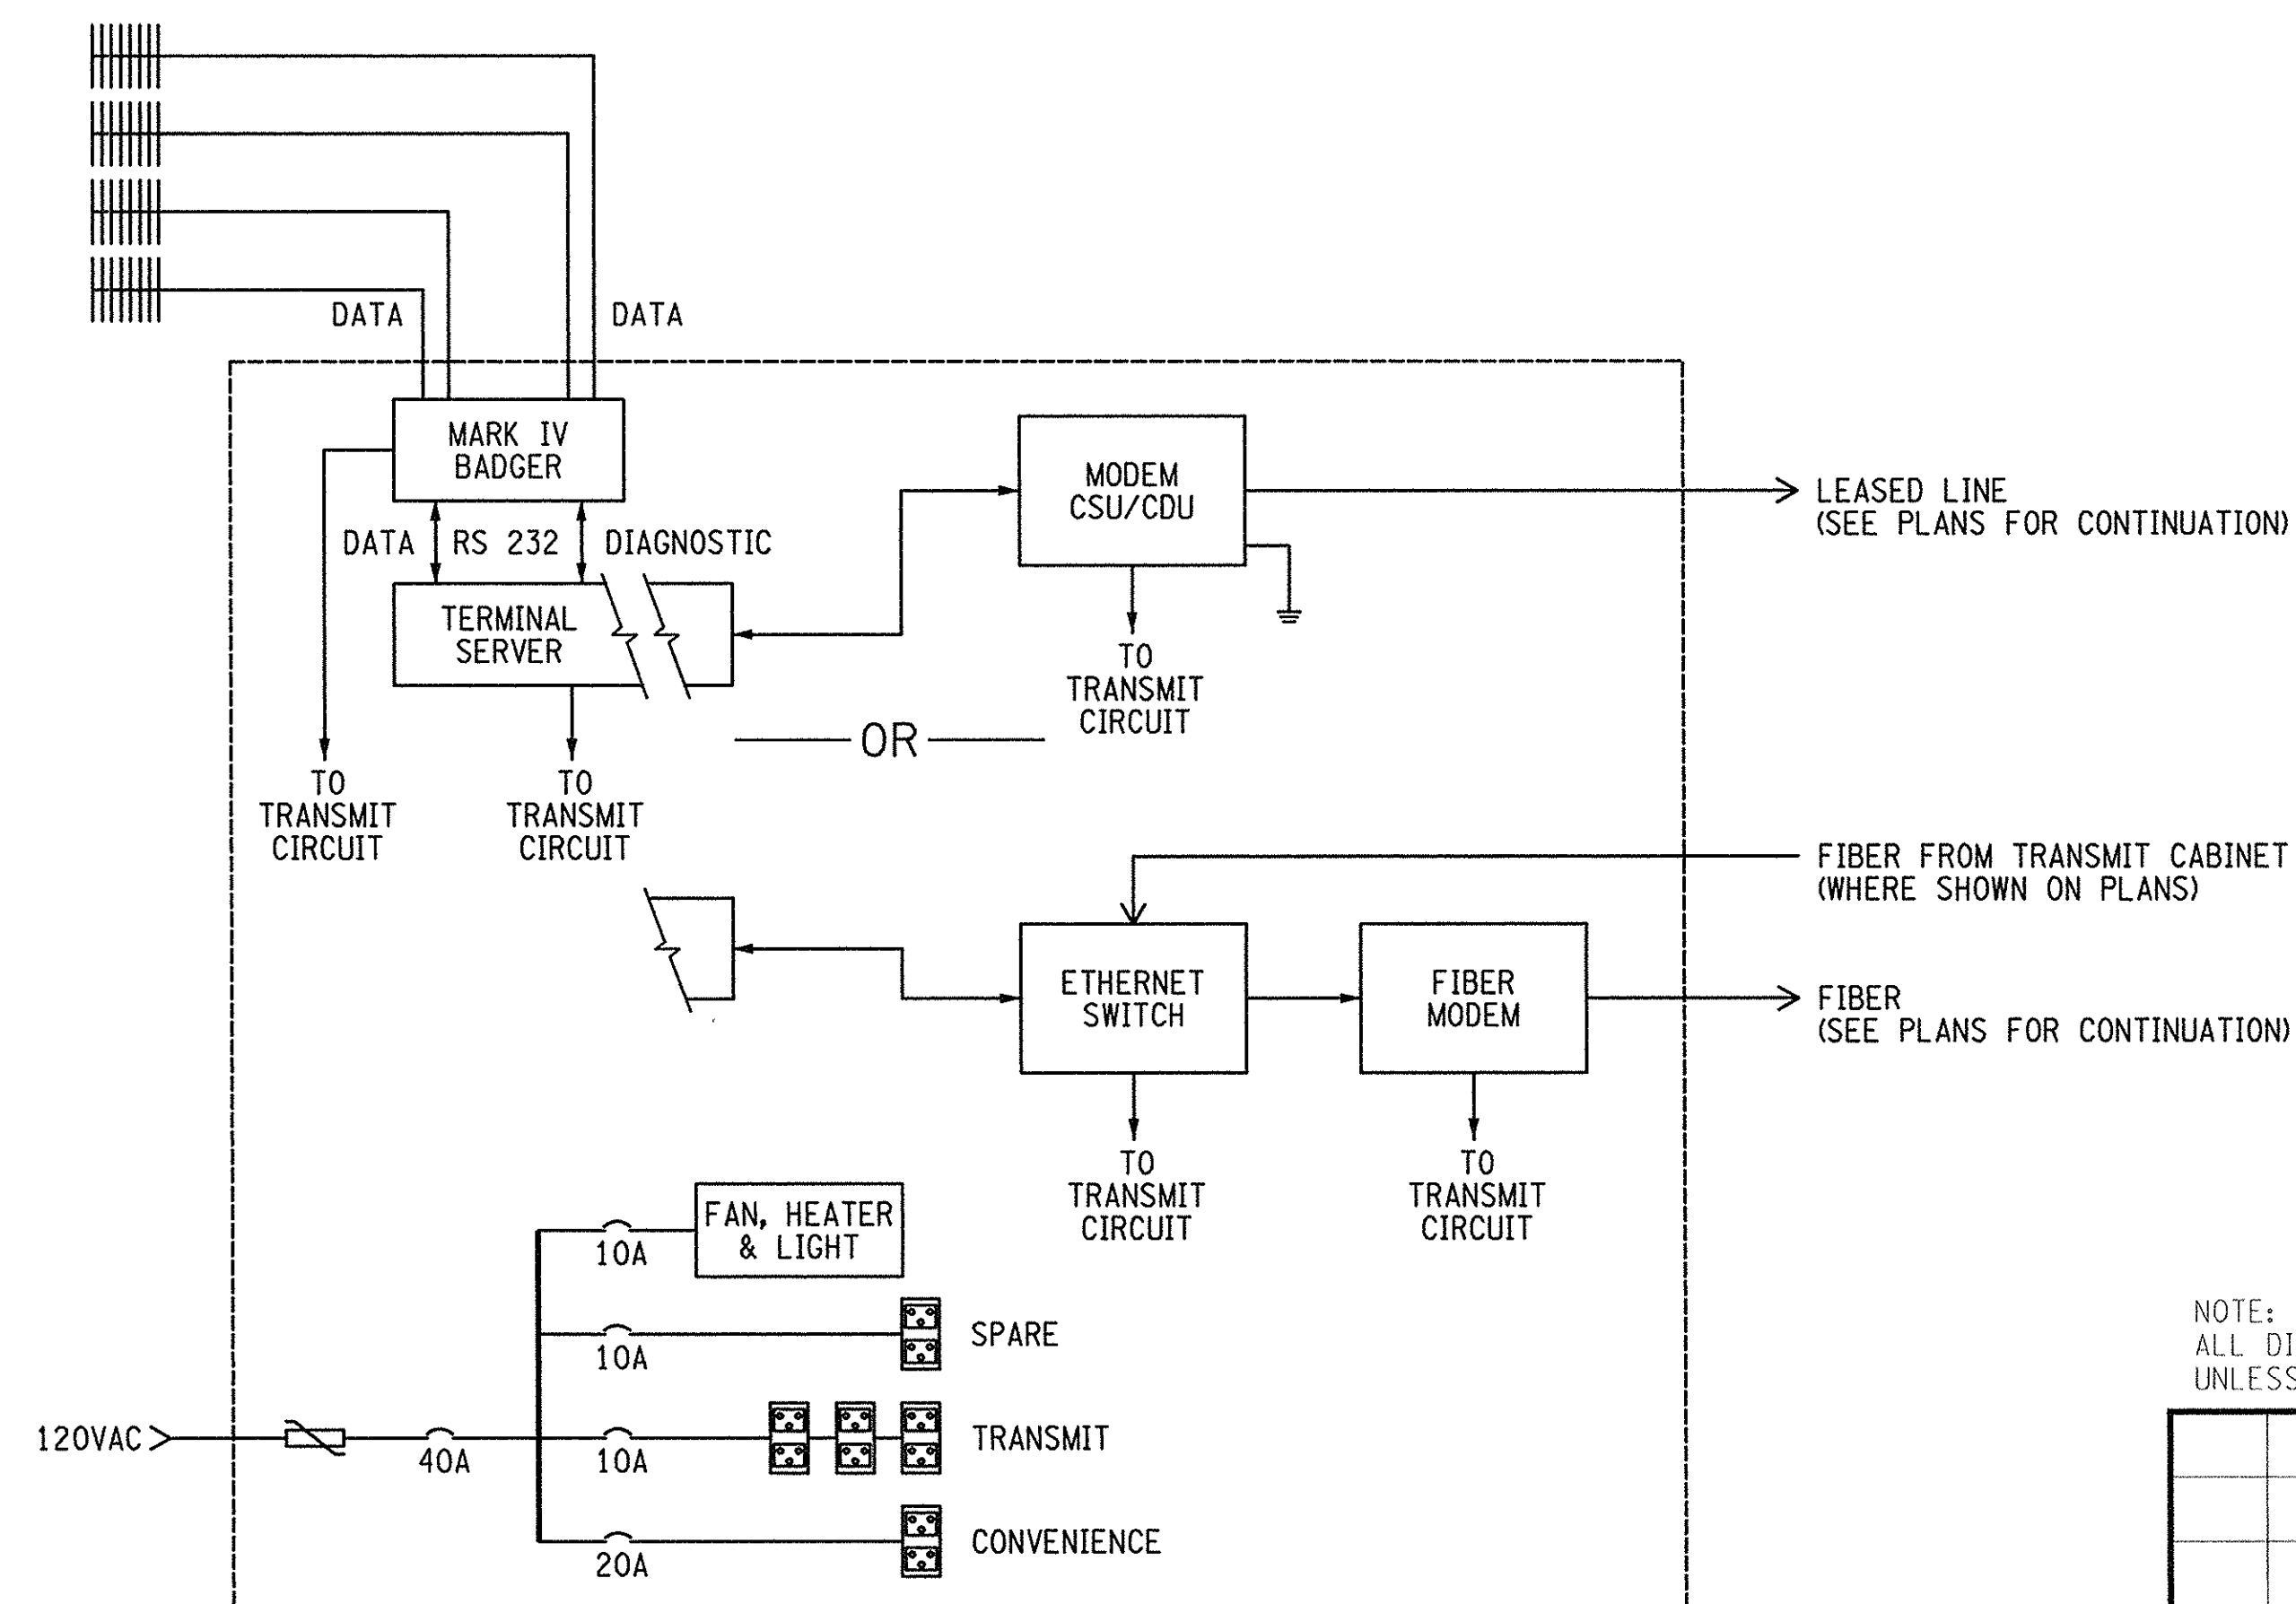 DATA
DATA
MARK IV
BADGER
DATA
RS 232
DIAGNOSTIC
TERMINAL
SERVER
MODEM
CSU/CDU
LEASED LINE
(SEE PLANS FOR CONTINUATION)
TO
TRANSMIT
CIRCUIT
OR
TO
TRANSMIT
CIRCUIT
TO
TRANSMIT
CIRCUIT
FIBER FROM TRANSMIT CABINET
(WHERE SHOWN ON PLANS)
ETHERNET
SWITCH
FIBER
MODEM
FIBER
(SEE PLANS FOR CONTINUATION)
TO
TRANSMIT
CIRCUIT
TO
TRANSMIT
CIRCUIT
FAN, HEATER
& LIGHT
10A
SPARE
10A
120VAC
40A
10A
TRANSMIT
CONVENIENCE
20A
NOTE:
ALL DI
UNLESS